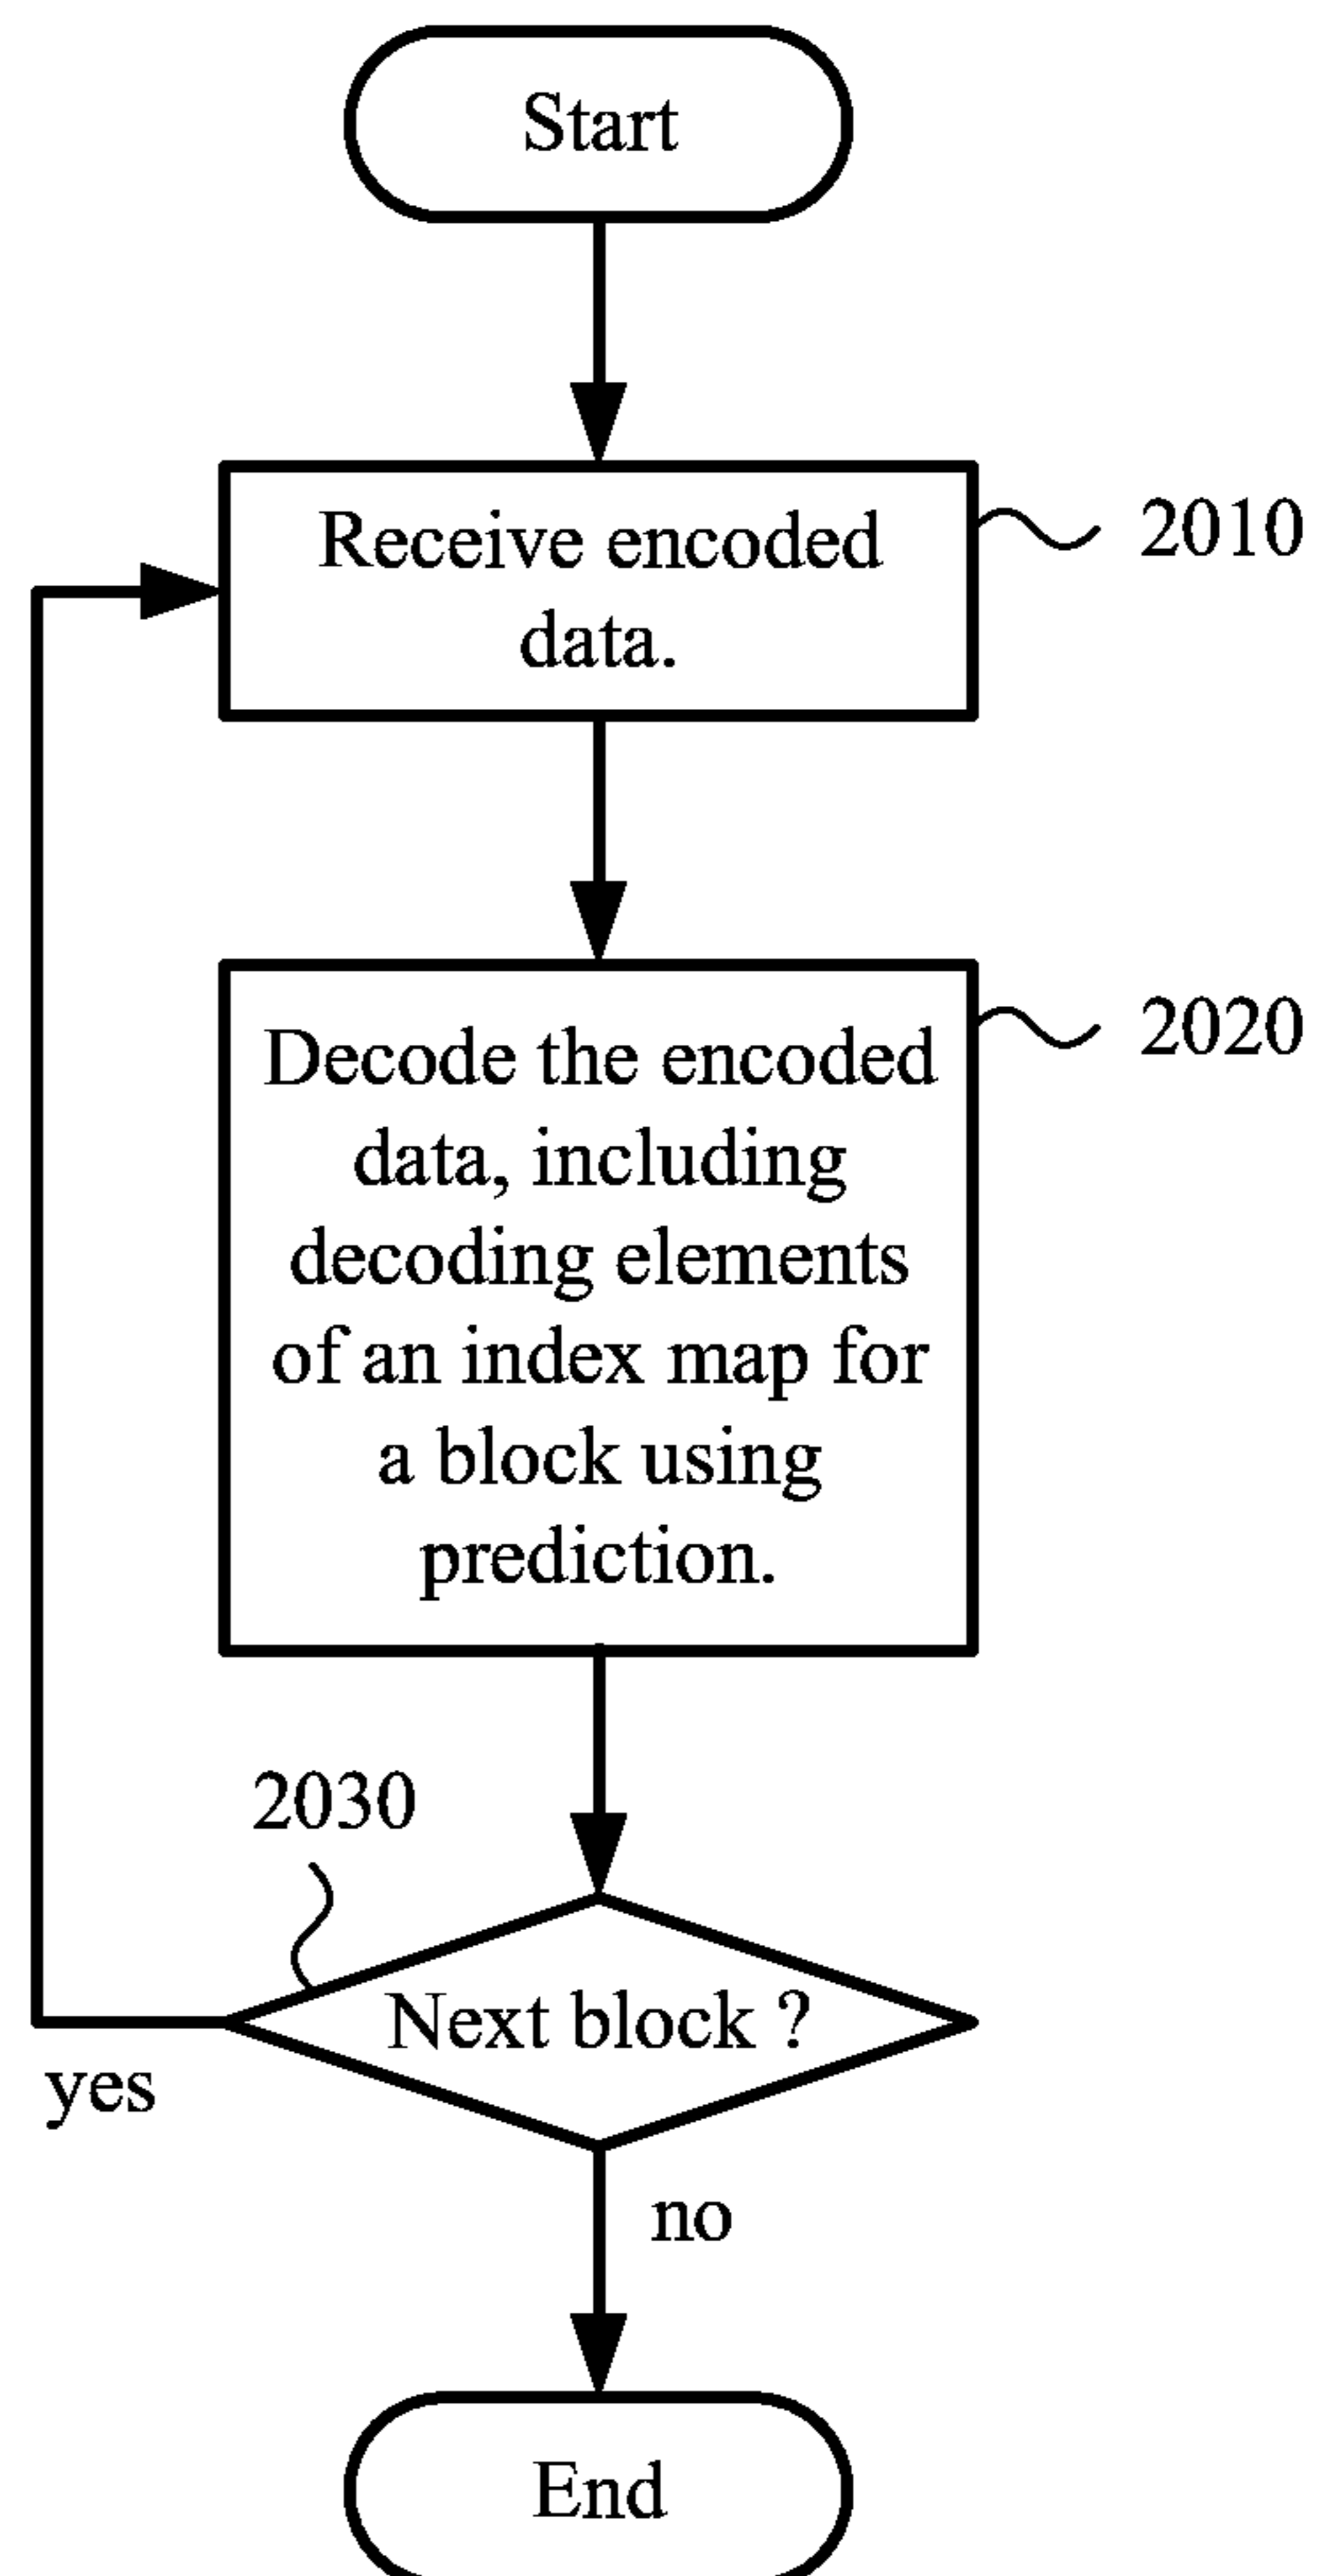 Start
Receive encoded
data.
2010
Decode the encoded
data, including
decoding elements
of an index map for
a block using
prediction.
2020
2030
Next block ?
yes
no
End